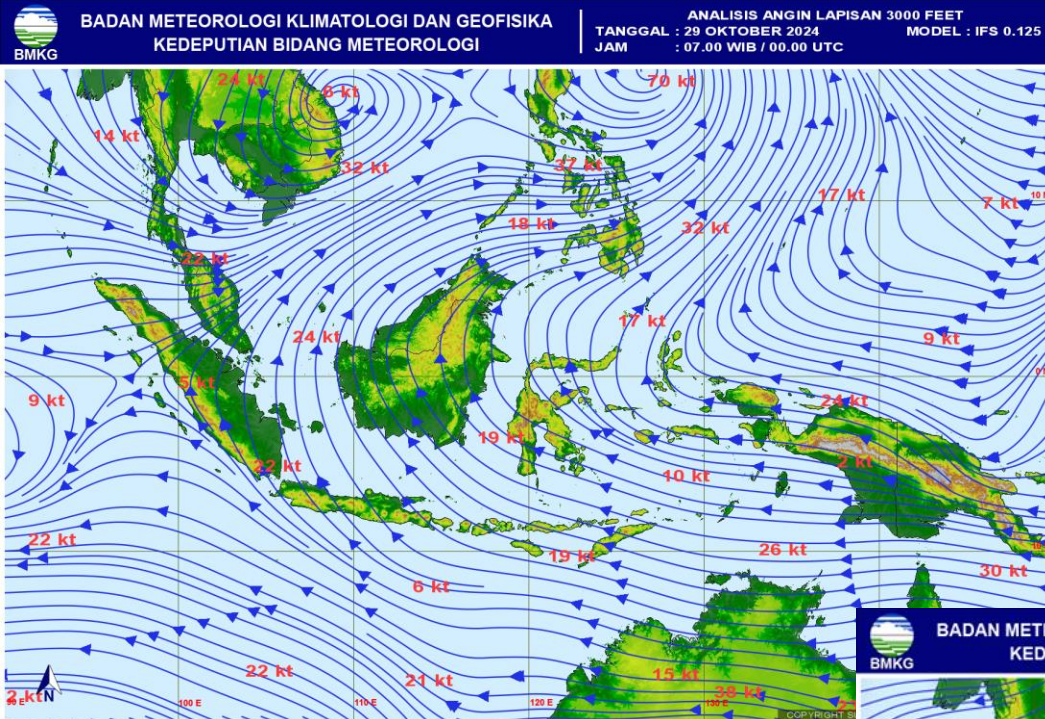 BMKG
BADAN METEOROLOGI KLIMATOLOGI DAN GEOFISIKA
KEDEPUTIAN BIDANG METEOROLOGI
ANALISIS ANGIN LAPISAN 3000 FEET
TANGGAL : 29 OKTOBER 2024 MODEL : IFS 0.125
JAM : 07.00 WIB / 00.00 UTC
24 kt
6 kt
70 kt
14 kt
32 kt
37 kt
17 kt
10 N
7 kt
18 kt
32 kt
22 kt
17 kt
24 kt
9 kt
5 kt
9 kt
24 kt
19 kt
22 kt
2 kt
10 kt
22 kt
26 kt
19 kt
30 kt
6 kt
22 kt
21 kt
15 kt
38 kt
2 kt
N
90 E
100 E
110 E
120 E
130 E
COPYRIGHT
BMKG
BADAN METE
KED